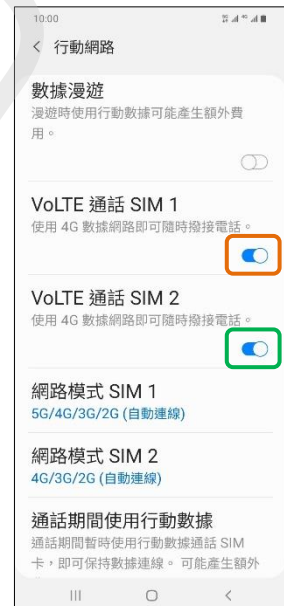 10:00
行動網路
數據漫遊
漫遊時使用行動數據可能產生額外費
用。
VoLTE 通話 SIM 1
使用 4G 數據網路即可隨時撥接電話。
VoLTE 通話 SIM 2
使用 4G 數據網路即可隨時撥接電話。
網路模式 SIM 1
5G/4G/3G/2G (自動連線)
網路模式 SIM 2
4G/3G/2G (自動連線)
通話期間使用行動數據
通話期間暫時使用行動數據通話 SIM
卡，即可保持數據連線。 可能產生額外